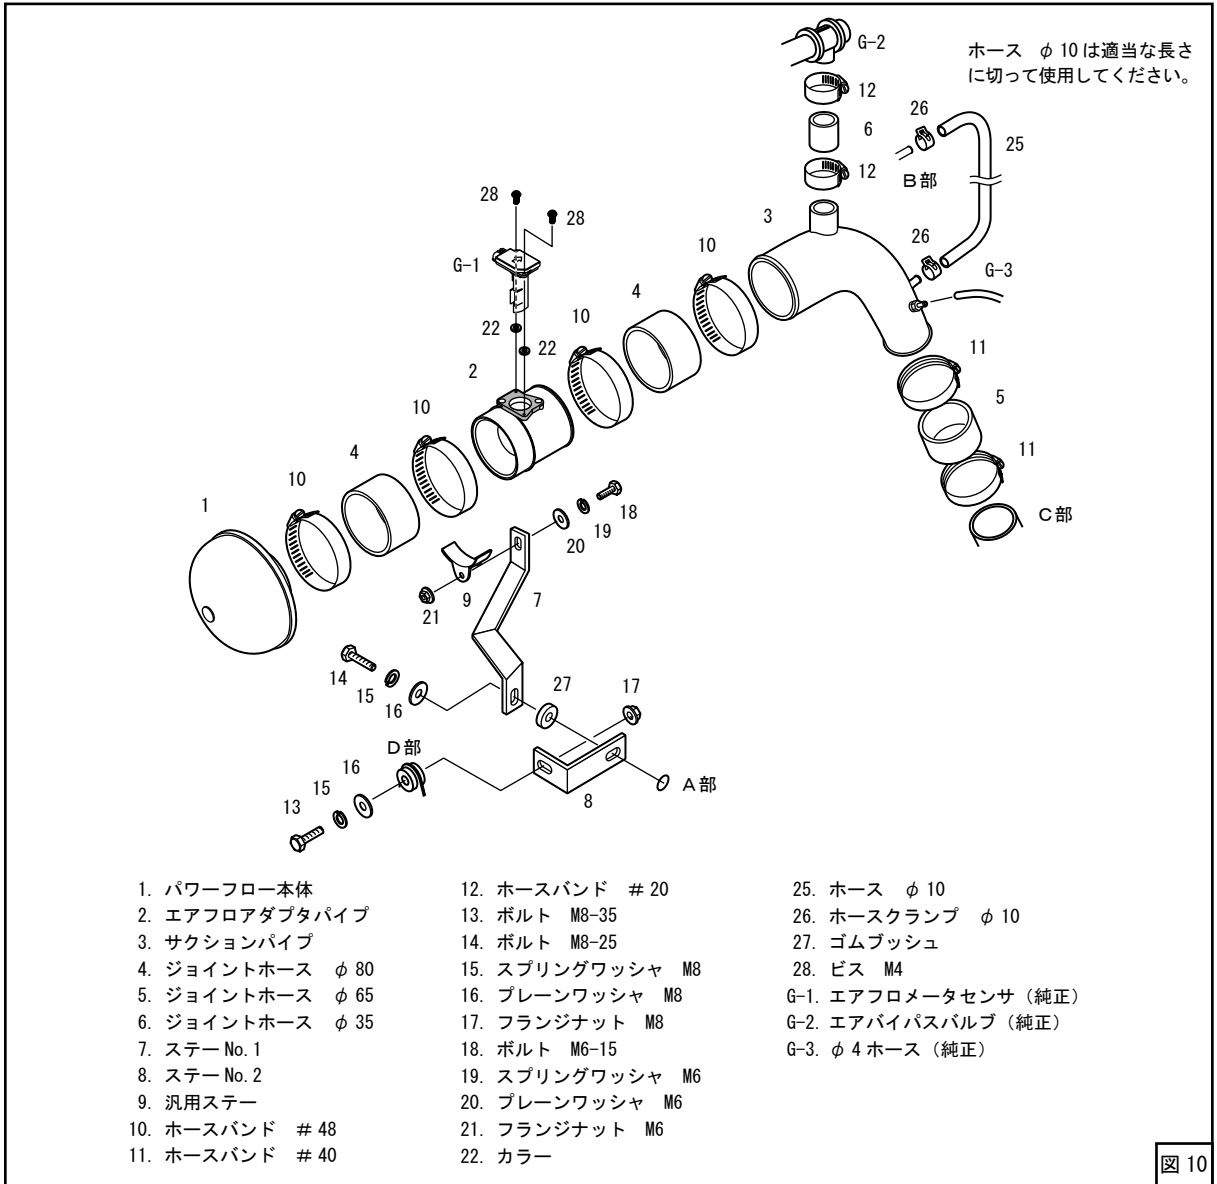 G-2
ホース φ10は適当な長さ
に切って使用してください。
12
26
6
25
12
B部
28
3
28
26
10
G-1
G-3
4
22
10
22
11
2
5
10
4
11
10
1
C部
18
19
20
9
7
21
14
27
17
15
16
D部
16
A部
15
8
13
1. パワーフロー本体
2. エアフロアダプタパイプ
3. サクションパイプ
4. ジョイントホース φ80
5. ジョイントホース φ65
6. ジョイントホース φ35
7. ステーNo.1
8. ステーNo.2
9. 汎用ステー
10. ホースバンド #48
11. ホースバンド #40
12. ホースバンド #20
13. ボルト M8-35
14. ボルト M8-25
15. スプリングワッシャ M8
16. プレーンワッシャ M8
17. フランジナット M8
18. ボルト M6-15
19. スプリングワッシャ M6
20. プレーンワッシャ M6
21. フランジナット M6
22. カラー
25. ホース φ10
26. ホースクランプ φ10
27. ゴムブッシュ
28. ビス M4
G-1. エアフロメータセンサ（純正）
G-2. エアバイパスバルブ（純正）
G-3. φ4ホース（純正）
図10